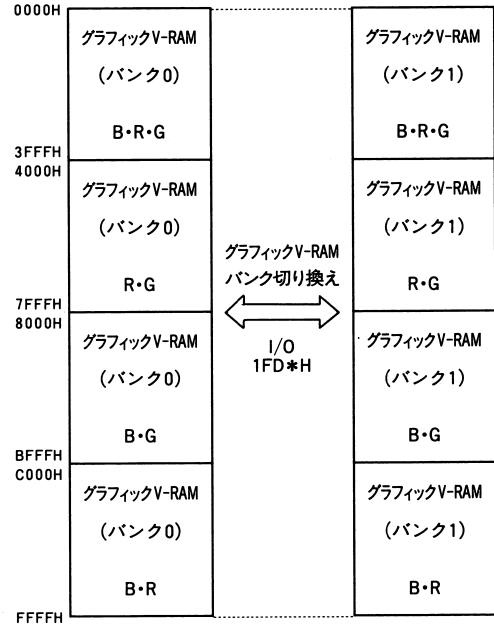 0000H
グラフィックV-RAM
(バンク0)
B•R•G
3FFFH
4000H
グラフィックV-RAM
(バンク0)
R•G
7FFFH
8000H
グラフィックV-RAM
(バンク0)
B•G
BFFFH
C000H
グラフィックV-RAM
(バンク0)
B•R
FFFFH
グラフィックV-RAM
バンク切り換え
I/O
1FD*H
グラフィックV-RAM
(バンク1)
B•R•G
グラフィックV-RAM
(バンク1)
R•G
グラフィックV-RAM
(バンク1)
B•G
グラフィックV-RAM
(バンク1)
B•R